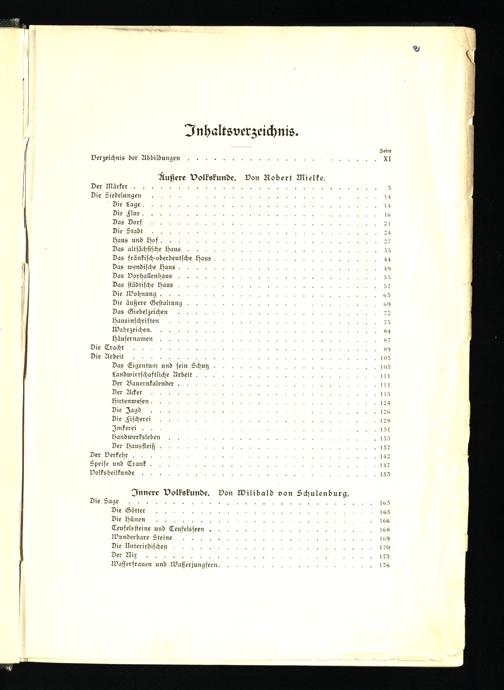 Inhaltsverzeichnis.
Seite
Verzeichnis der Abbildungen . . . . . . . . . . . . . . . . . . . . XI
Äußere Volkskunde. Von Robert Mielke.
Der Märker . . . . . . . . . . . . . . . . . . . . 3
Die Siedelungen . . . . . . . . . . . . . . . . . . . . 14
Die Lage . . . . . . . . . . . . . . . . . . . . 14
Die Flur . . . . . . . . . . . . . . . . . . . . 16
Das Dorf . . . . . . . . . . . . . . . . . . . . 21
Die Stadt . . . . . . . . . . . . . . . . . . . . 24
Haus und Hof . . . . . . . . . . . . . . . . . . . . 27
Das altsächsische Haus . . . . . . . . . . . . . . . . . . . . 35
Das fränkisch-oberdeutsche Haus . . . . . . . . . . . . . . . . . . . . 44
Das wendische Haus . . . . . . . . . . . . . . . . . . . . 49
Das Vorhallenhaus . . . . . . . . . . . . . . . . . . . . 55
Das städtische Haus . . . . . . . . . . . . . . . . . . . . 57
Die Wohnung . . . . . . . . . . . . . . . . . . . . 63
Die äußere Gestaltung . . . . . . . . . . . . . . . . . . . . 69
Das Giebelzeichen . . . . . . . . . . . . . . . . . . . . 72
Hausinschriften . . . . . . . . . . . . . . . . . . . . 75
Wahrzeichen . . . . . . . . . . . . . . . . . . . . 84
Häusernamen . . . . . . . . . . . . . . . . . . . . 87
Die Tracht . . . . . . . . . . . . . . . . . . . . 89
Die Arbeit . . . . . . . . . . . . . . . . . . . . 105
Das Eigentum und sein Schutz . . . . . . . . . . . . . . . . . . . . 105
Landwirtschaftliche Arbeit . . . . . . . . . . . . . . . . . . . . 111
Der Bauernkalender . . . . . . . . . . . . . . . . . . . . 111
Der Acker . . . . . . . . . . . . . . . . . . . . 115
Hirtenwesen . . . . . . . . . . . . . . . . . . . . 124
Die Jagd . . . . . . . . . . . . . . . . . . . . 126
Die Fischerei . . . . . . . . . . . . . . . . . . . . 128
Imkerei . . . . . . . . . . . . . . . . . . . . 131
Handwerksleben . . . . . . . . . . . . . . . . . . . . 133
Der Hausfleiß . . . . . . . . . . . . . . . . . . . . 137
Der Verkehr . . . . . . . . . . . . . . . . . . . . 142
Speise und Trank . . . . . . . . . . . . . . . . . . . . 147
Volksheilkunde . . . . . . . . . . . . . . . . . . . . 153
Innere Volkskunde. Von Wilibald von Schulenburg.
Die Sage . . . . . . . . . . . . . . . . . . . . 165
Die Götter . . . . . . . . . . . . . . . . . . . . 165
Die Hünen . . . . . . . . . . . . . . . . . . . . 166
Teufelssteine und Teufelsseen . . . . . . . . . . . . . . . . . . . . 168
Wunderbare Steine . . . . . . . . . . . . . . . . . . . . 169
Die Unterirdischen . . . . . . . . . . . . . . . . . . . . 170
Der Nix . . . . . . . . . . . . . . . . . . . . 173
Wasserfrauen und Wasserjungfern . . . . . . . . . . . . . . . . . . . . 176